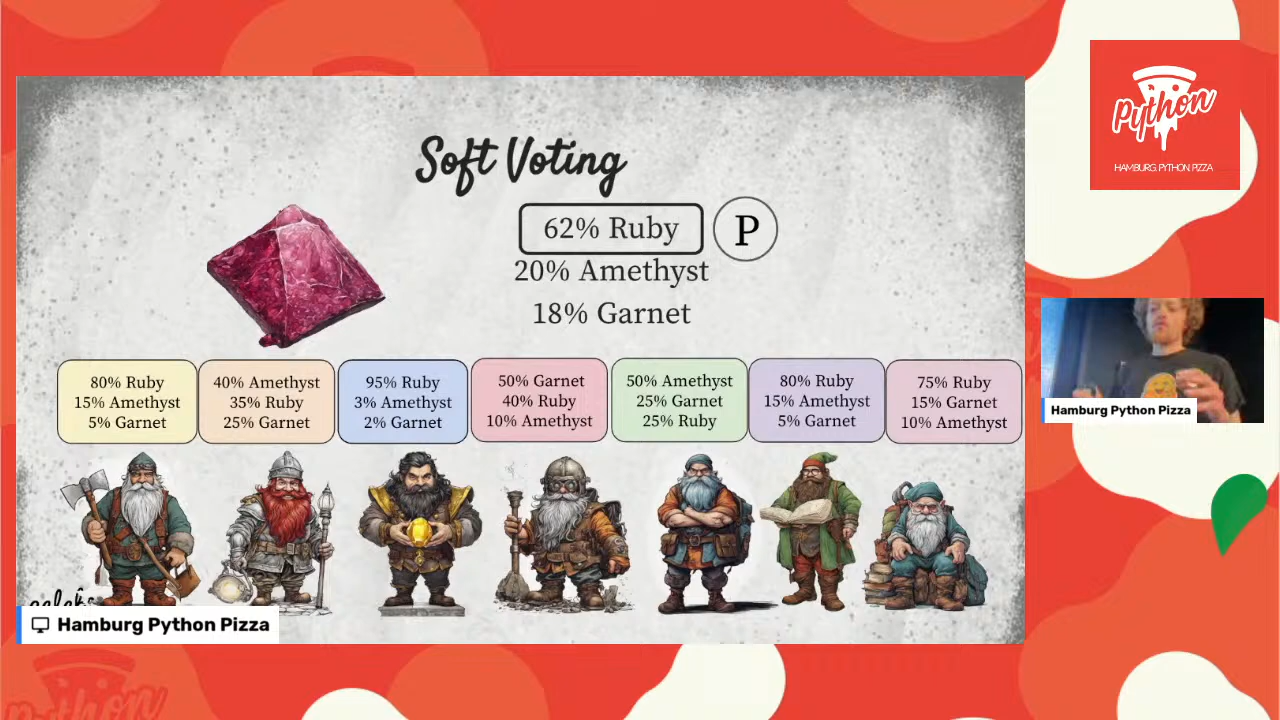 Python
HAMBURG PYTHON PIZZA
Soft Voting
62% Ruby
P
20% Amethyst
18% Garnet
80% Ruby
15% Amethyst
5% Garnet
40% Amethyst
35% Ruby
25% Garnet
95% Ruby
3% Amethyst
2% Garnet
50% Garnet
40% Ruby
10% Amethyst
50% Amethyst
25% Garnet
25% Ruby
80% Ruby
15% Amethyst
5% Garnet
75% Ruby
15% Garnet
10% Amethyst
Hamburg Python Pizza
Hamburg Python Pizza